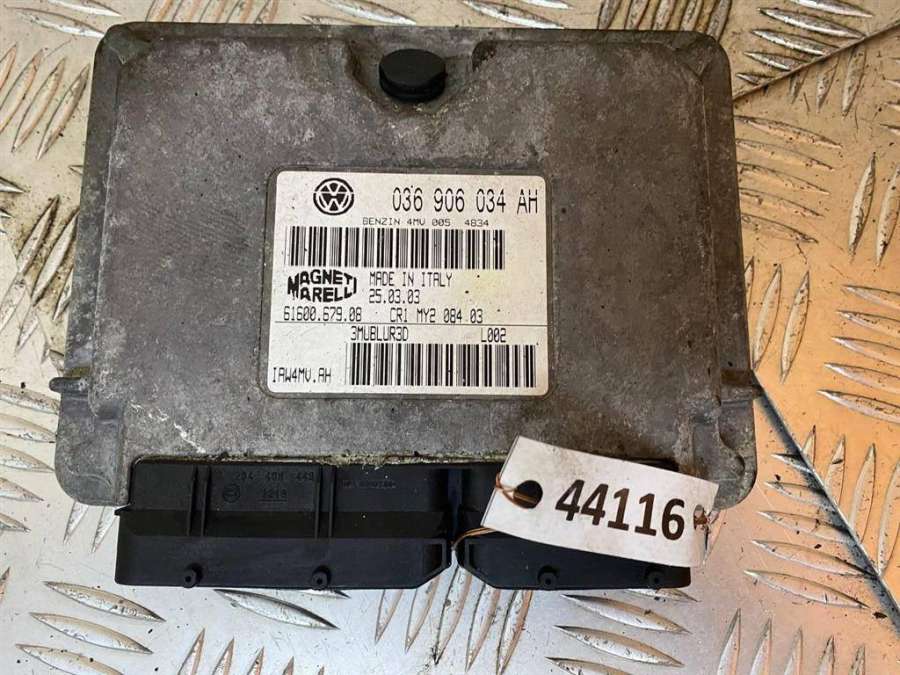 036 906 034 AH
BENZIN 4MV 005 4834
MAGNETI
MARELLI
MADE IN ITALY
25.03.03
61600.679.08 CRI MY2 084 03
3MUBLUR3D L002
IAW4MV.AH
44116